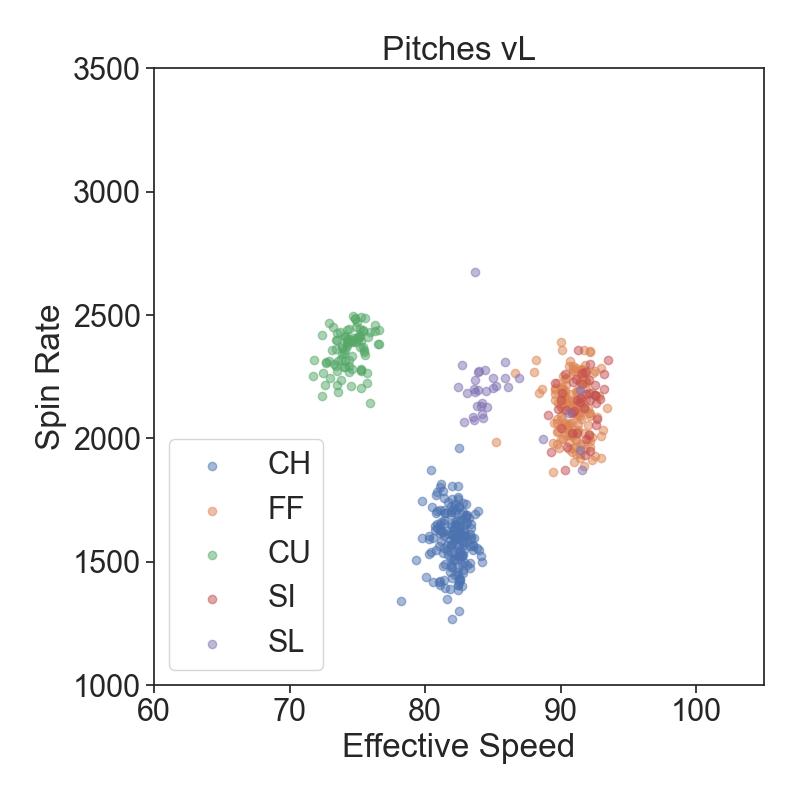 Pitches vL
3500
3000
2500
2000
1500
1000
Spin Rate
CH
FF
CU
SI
SL
60 70 80 90 100
Effective Speed